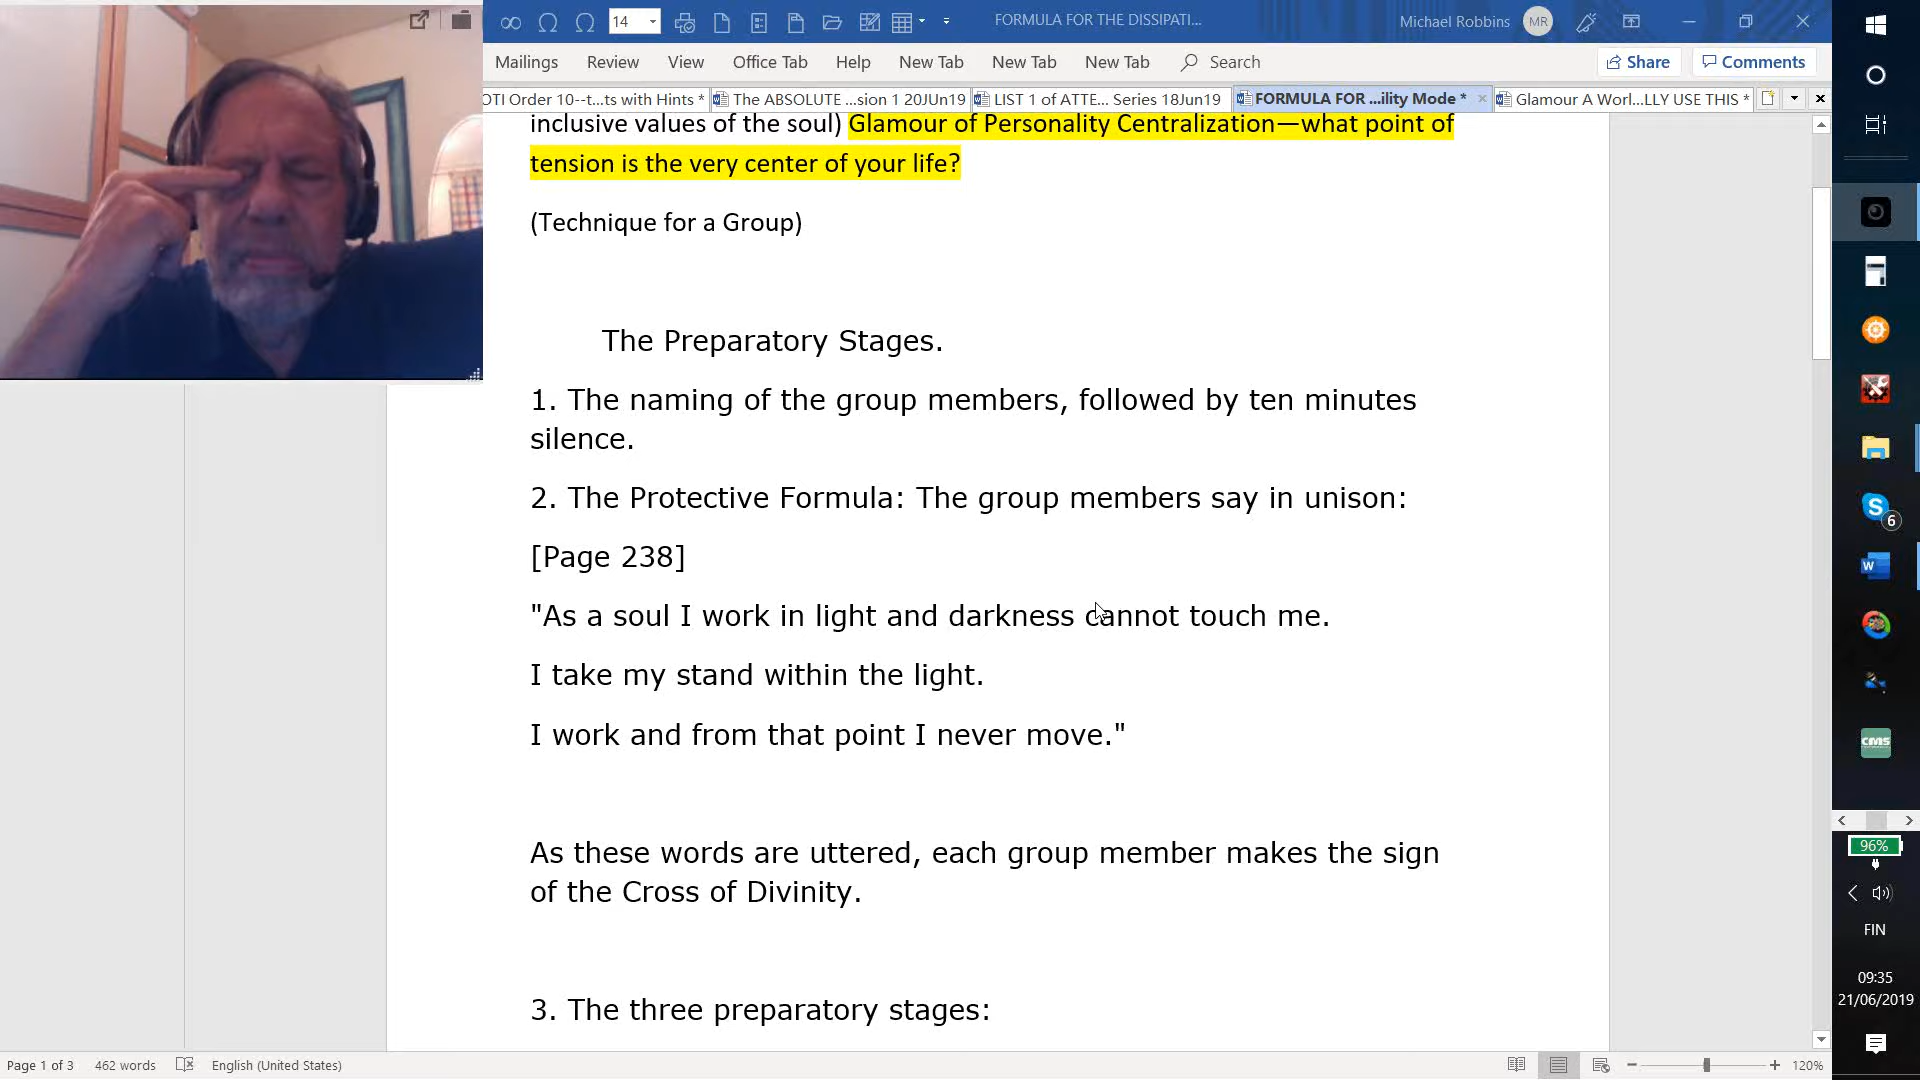 14
FORMULA FOR THE DISSIPATI...
Michael Robbins
MR
Mailings
Review
View
Office Tab
Help
New Tab
New Tab
New Tab
Search
Share
Comments
OTI Order 10--t...ts with Hints *
The ABSOLUTE ...sion 1 20JUn19
LIST 1 of ATTE... Series 18Jun19
FORMULA FOR ...ility Mode *
Glamour A Worl...LLY USE THIS *
inclusive values of the soul) Glamour of Personality Centralization—what point of
tension is the very center of your life?
(Technique for a Group)
The Preparatory Stages.
1. The naming of the group members, followed by ten minutes
silence.
2. The Protective Formula: The group members say in unison:
[Page 238]
"As a soul I work in light and darkness cannot touch me.
I take my stand within the light.
I work and from that point I never move."
As these words are uttered, each group member makes the sign
of the Cross of Divinity.
3. The three preparatory stages:
S
6
W
CMS
96%
FIN
09:35
21/06/2019
Page 1 of 3
462 words
English (United States)
120%